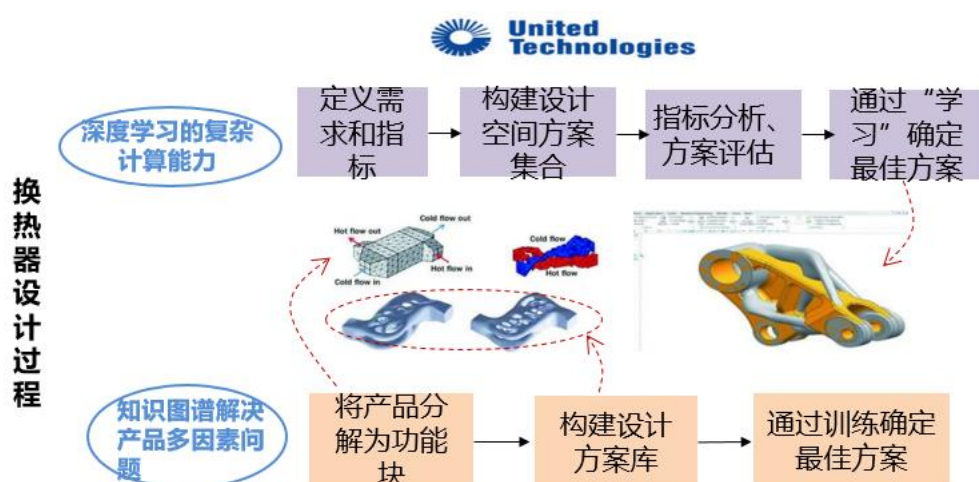 United
Technologies
深度学习的复杂
计算能力
定义需
求和指
标
构建设计
空间方案
集合
指标分析、
方案评估
通过“学
习”确定
最佳方案
换
热
器
设
计
过
程
Cold flow out
Hot flow out
Cold flow in
Hot flow in
Cold flow
Hot flow
知识图谱解决
产品多因素问
题
将产品分
解为功能
块
构建设计
方案库
通过训练确定
最佳方案